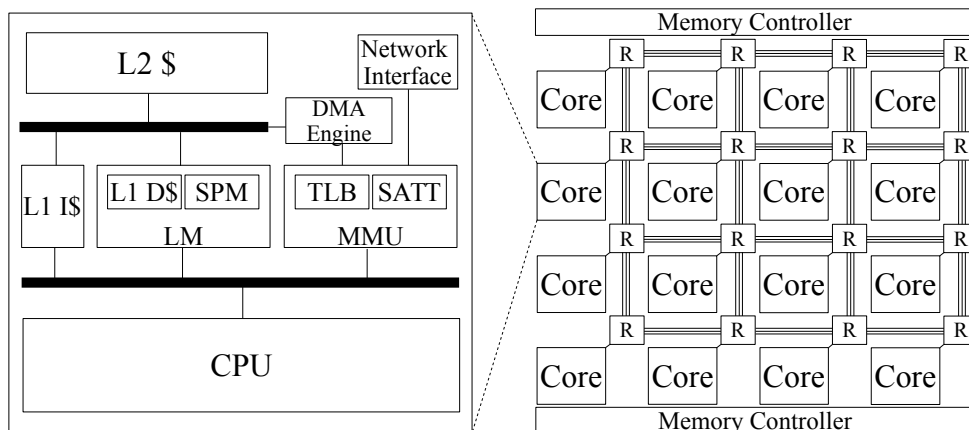 L2 $
Network
Interface
DMA
Engine
L1 I$
L1 D$ SPM
LM
TLB SATT
MMU
CPU
Memory Controller
R R R R
Core Core Core Core
R R R R
Core Core Core Core
R R R R
Core Core Core Core
R R R R
Core Core Core Core
Memory Controller